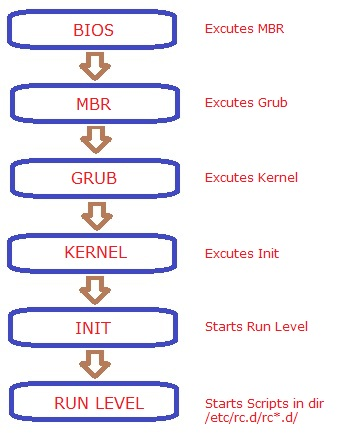 BIOS
Excutes MBR
MBR
Excutes Grub
GRUB
Excutes Kernel
KERNEL
Excutes Init
INIT
Starts Run Level
RUN LEVEL
Starts Scripts in dir
/etc/rc.d/rc*.d/